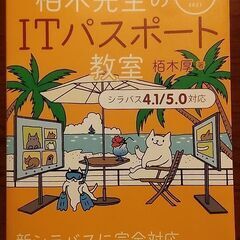 栢木先生の
ITパスポート
教室
栢木厚 著
シラバス4.1/5.0対応
新シラバスに完全対応